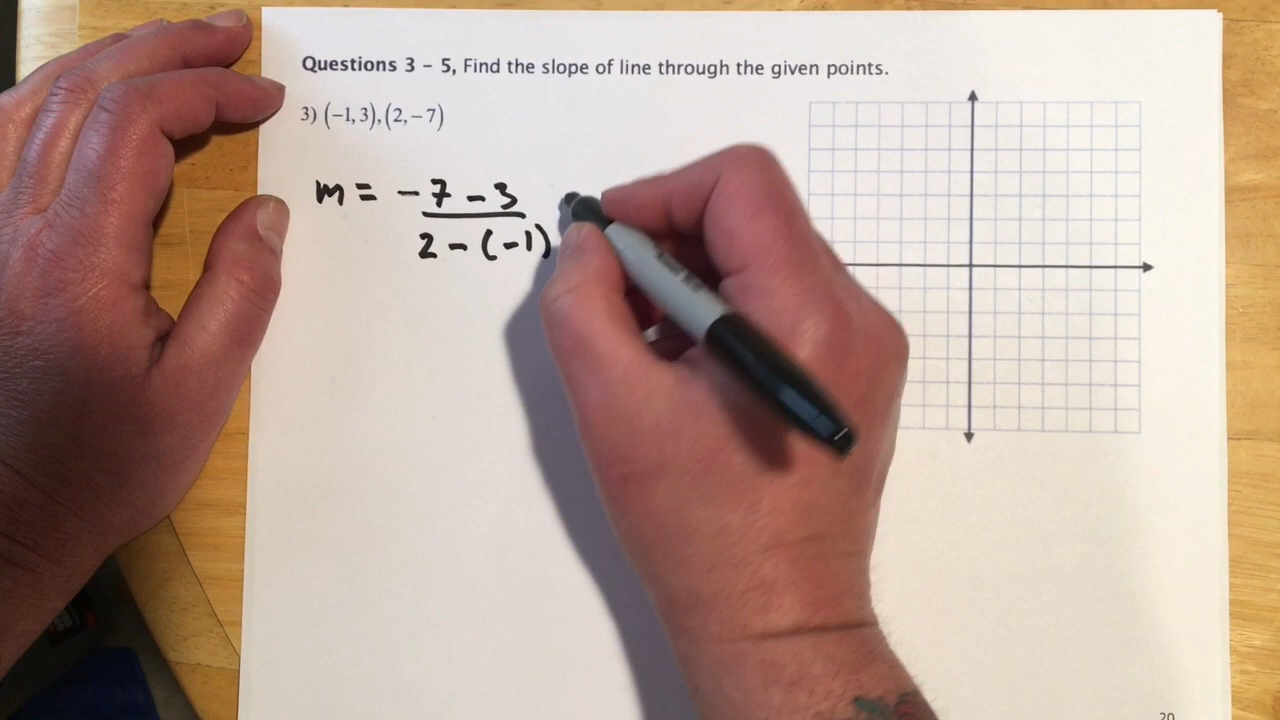 Questions 3 – 5, Find the slope of line through the given points.
3) (−1, 3), (2, − 7)
m = -7 - 3
2 - (-1)
20